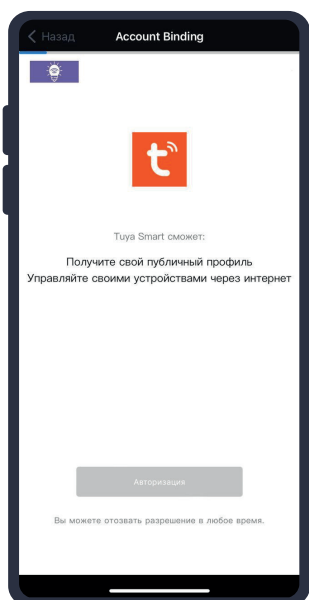 Назад
Account Binding
Tuya Smart сможет:
Получите свой публичный профиль
Управляйте своими устройствами через интернет
Авторизация
Вы можете отозвать разрешение в любое время.